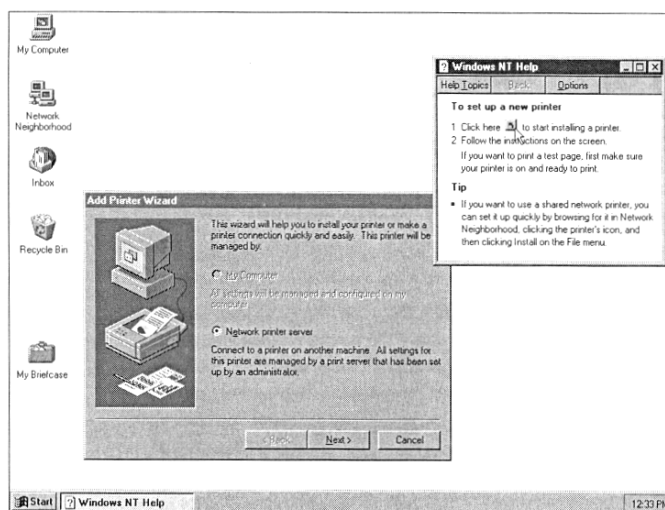 My Computer
Network
Neighborhood
Inbox
Recycle Bin
My Briefcase
Windows NT Help
Help Topics
Back
Options
To set up a new printer
1 Click here to start installing a printer.
2 Follow the instructions on the screen.
If you want to print a test page, first make sure
your printer is on and ready to print.
Tip
• If you want to use a shared network printer, you
can set it up quickly by browsing for it in Network
Neighborhood, clicking the printer's icon, and
then clicking Install on the File menu.
Add Printer Wizard
This wizard will help you to install your printer or make a
printer connection quickly and easily. This printer will be
managed by:
My Computer
All settings will be managed and configured on my
computer
Network printer server
Connect to a printer on another machine. All settings for
this printer are managed by a print server that has been set
up by an administrator.
< Back
Next >
Cancel
Start
Windows NT Help
12:33 PM